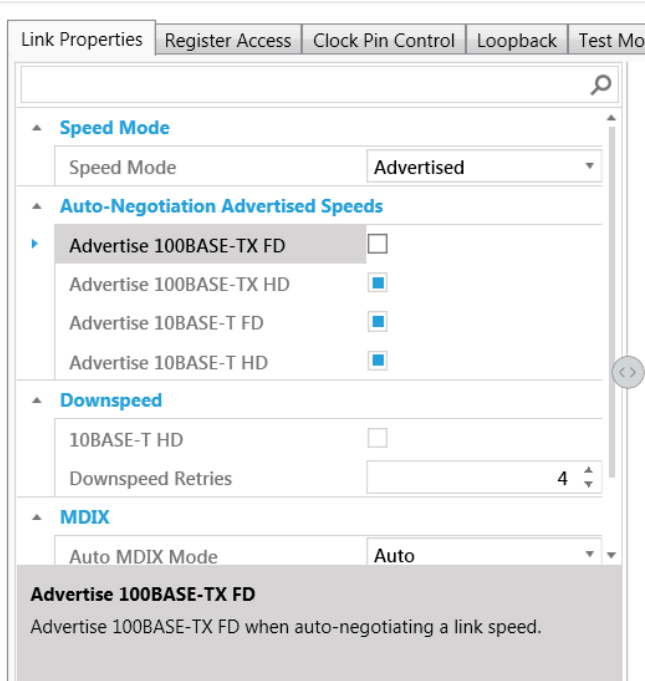 Link Properties Register Access Clock Pin Control Loopback Test Mo
Speed Mode
Speed Mode Advertised
Auto-Negotiation Advertised Speeds
Advertise 100BASE-TX FD
Advertise 100BASE-TX HD
Advertise 10BASE-T FD
Advertise 10BASE-T HD
Downspeed
10BASE-T HD
Downspeed Retries 4
MDIX
Auto MDIX Mode Auto
Advertise 100BASE-TX FD
Advertise 100BASE-TX FD when auto-negotiating a link speed.